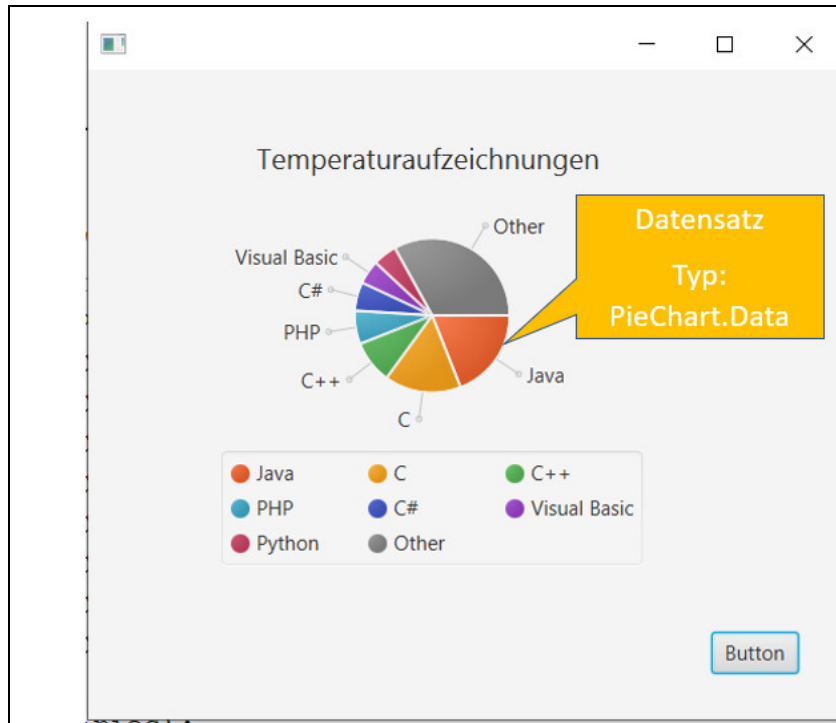 Temperaturaufzeichnungen
Other
Datensatz
Typ:
PieChart.Data
Visual Basic
C#
PHP
C++
C
Java
Java
C
C++
PHP
C#
Visual Basic
Python
Other
Button